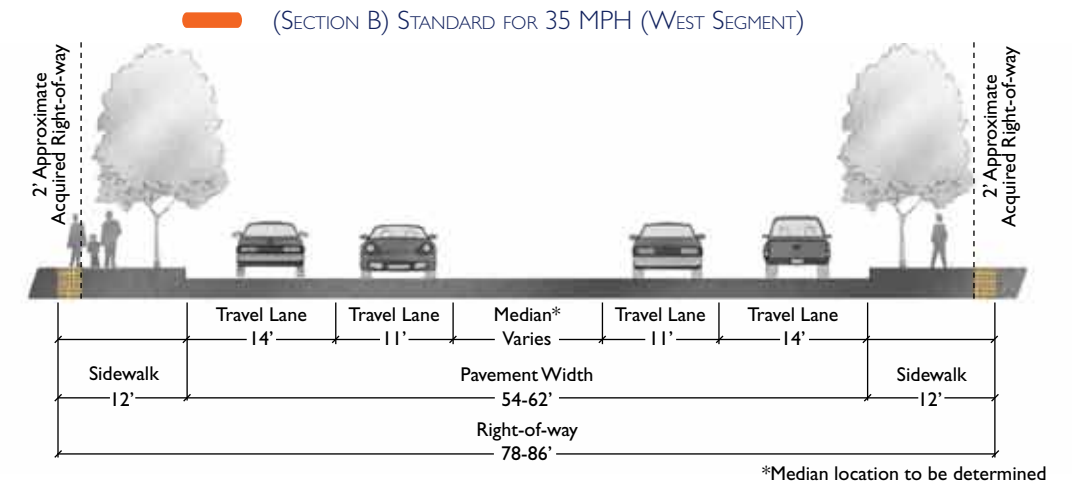 (Section B) Standard for 35 MPH (West Segment)
2' Approximate
Acquired Right-of-way
2' Approximate
Acquired Right-of-way
Travel Lane
14'
Travel Lane
11'
Median*
Varies
Travel Lane
11'
Travel Lane
14'
Sidewalk
12'
Pavement Width
54-62'
Sidewalk
12'
Right-of-way
78-86'
*Median location to be determined